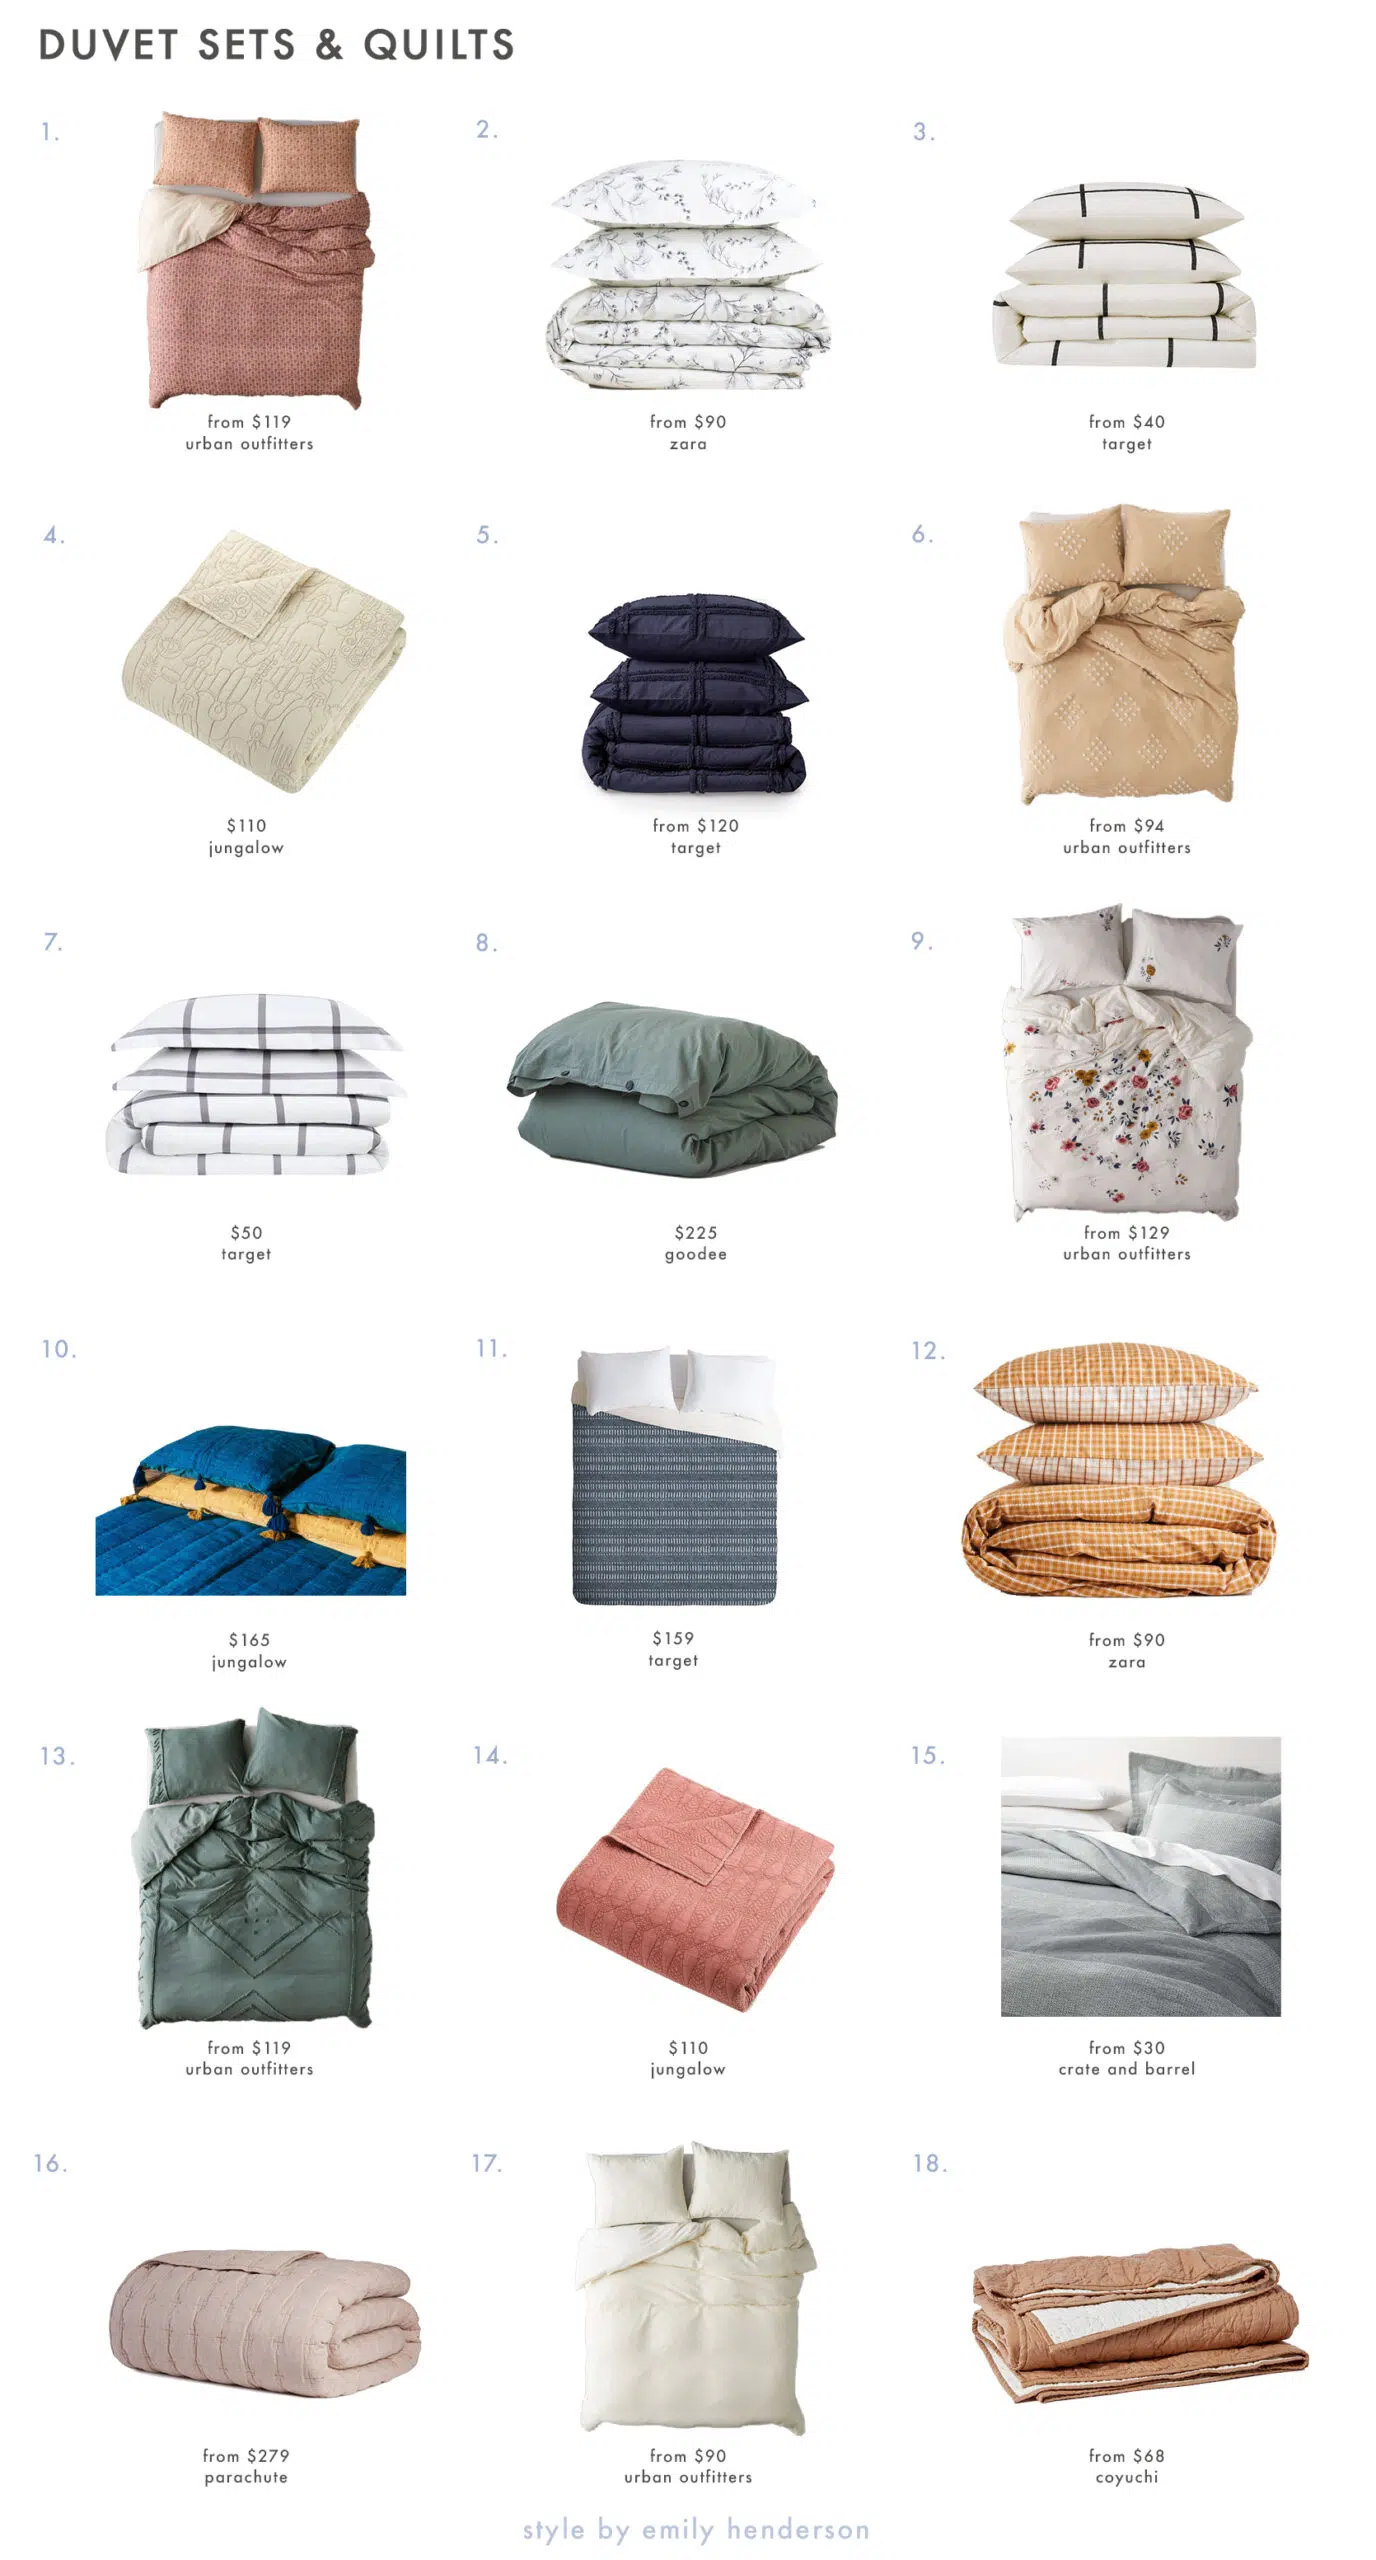 DUVET SETS & QUILTS
1.
from $119
urban outfitters
2.
from $90
zara
3.
from $40
target
4.
$110
jungalow
5.
from $120
target
6.
from $94
urban outfitters
7.
$50
target
8.
$225
goodee
9.
from $129
urban outfitters
10.
$165
jungalow
11.
$159
target
12.
from $90
zara
13.
from $119
urban outfitters
14.
$110
jungalow
15.
from $30
crate and barrel
16.
from $279
parachute
17.
from $90
urban outfitters
18.
from $68
coyuchi
style by emily henderson